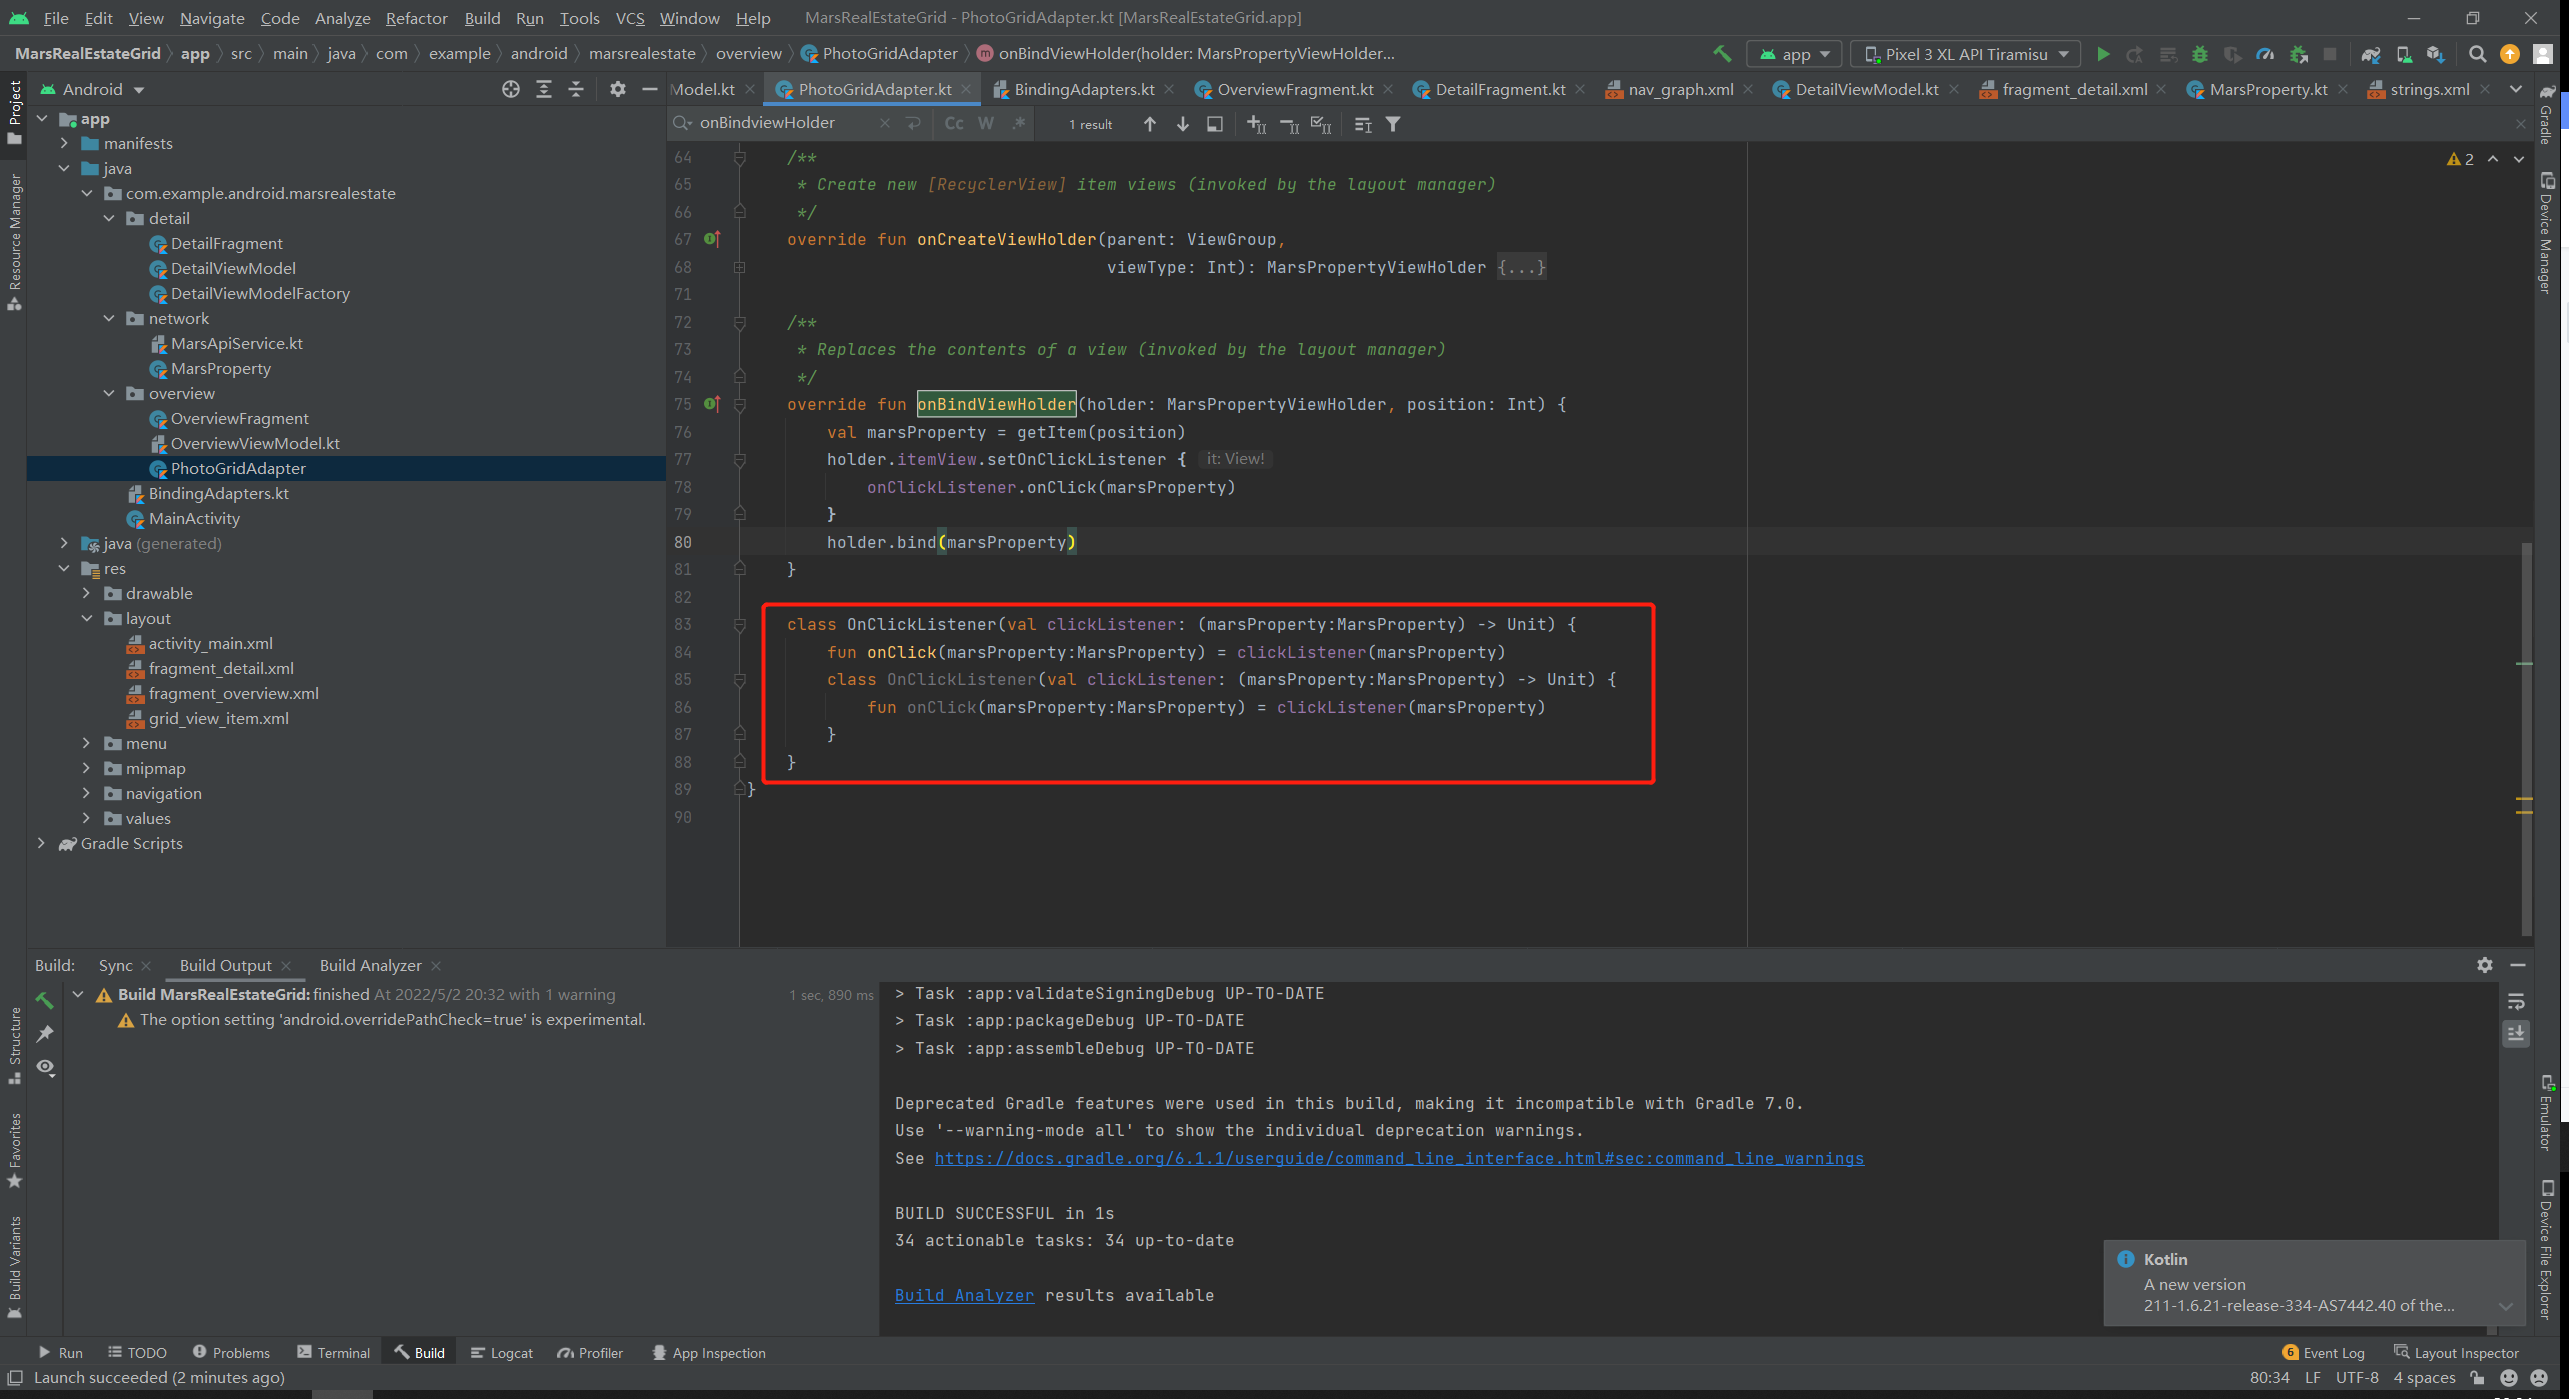 File Edit View Navigate Code Analyze Refactor Build Run Tools VCS Window Help MarsRealEstateGrid - PhotoGridAdapter.kt [MarsRealEstateGrid.app]
MarsRealEstateGrid app src main java com example android marsrealestate overview PhotoGridAdapter onBindViewHolder(holder: MarsPropertyViewHolder... app Pixel 3 XL API Tiramisu
Android
Model.kt PhotoGridAdapter.kt BindingAdapters.kt OverviewFragment.kt DetailFragment.kt nav_graph.xml DetailViewModel.kt fragment_detail.xml MarsProperty.kt strings.xml
onBindviewHolder Cc W .* 1 result
Project
Resource Manager
Structure
Favorites
Build Variants
app
manifests
java
com.example.android.marsrealestate
detail
DetailFragment
DetailViewModel
DetailViewModelFactory
network
MarsApiService.kt
MarsProperty
overview
OverviewFragment
OverviewViewModel.kt
PhotoGridAdapter
BindingAdapters.kt
MainActivity
java (generated)
res
drawable
layout
activity_main.xml
fragment_detail.xml
fragment_overview.xml
grid_view_item.xml
menu
mipmap
navigation
values
Gradle Scripts
2
64 /**
65 * Create new [RecyclerView] item views (invoked by the layout manager)
66 */
67 override fun onCreateViewHolder(parent: ViewGroup,
68 viewType: Int): MarsPropertyViewHolder {...}
71
72 /**
73 * Replaces the contents of a view (invoked by the layout manager)
74 */
75 override fun onBindViewHolder(holder: MarsPropertyViewHolder, position: Int) {
76 val marsProperty = getItem(position)
77 holder.itemView.setOnClickListener { it: View!
78 onClickListener.onClick(marsProperty)
79 }
80 holder.bind(marsProperty)
81 }
82
83 class OnClickListener(val clickListener: (marsProperty:MarsProperty) -> Unit) {
84 fun onClick(marsProperty:MarsProperty) = clickListener(marsProperty)
85 class OnClickListener(val clickListener: (marsProperty:MarsProperty) -> Unit) {
86 fun onClick(marsProperty:MarsProperty) = clickListener(marsProperty)
87 }
88 }
89 }
90
Gradle
Device Manager
Emulator
Device File Explorer
Build: Sync Build Output Build Analyzer
Build MarsRealEstateGrid: finished At 2022/5/2 20:32 with 1 warning 1 sec, 890 ms
The option setting 'android.overridePathCheck=true' is experimental.
> Task :app:validateSigningDebug UP-TO-DATE
> Task :app:packageDebug UP-TO-DATE
> Task :app:assembleDebug UP-TO-DATE
Deprecated Gradle features were used in this build, making it incompatible with Gradle 7.0.
Use '--warning-mode all' to show the individual deprecation warnings.
See https://docs.gradle.org/6.1.1/userguide/command_line_interface.html#sec:command_line_warnings
BUILD SUCCESSFUL in 1s
34 actionable tasks: 34 up-to-date
Build Analyzer results available
Kotlin
A new version
211-1.6.21-release-334-AS7442.40 of the...
Run TODO Problems Terminal Build Logcat Profiler App Inspection 6 Event Log Layout Inspector
Launch succeeded (2 minutes ago) 80:34 LF UTF-8 4 spaces